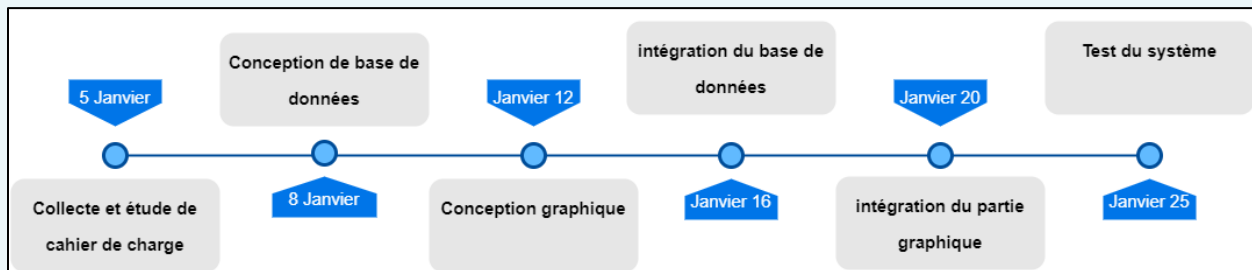 5 Janvier
Collecte et étude de
cahier de charge
Conception de base de
données
8 Janvier
Janvier 12
Conception graphique
intégration du base de
données
Janvier 16
Janvier 20
intégration du partie
graphique
Test du système
Janvier 25